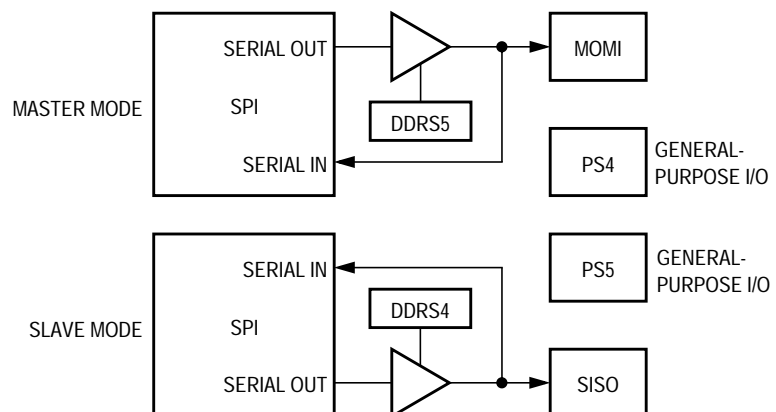 SERIAL OUT
MOMI
MASTER MODE
SPI
DDRS5
SERIAL IN
PS4
GENERAL-
PURPOSE I/O
SERIAL IN
PS5
GENERAL-
PURPOSE I/O
DDRS4
SLAVE MODE
SPI
SERIAL OUT
SISO